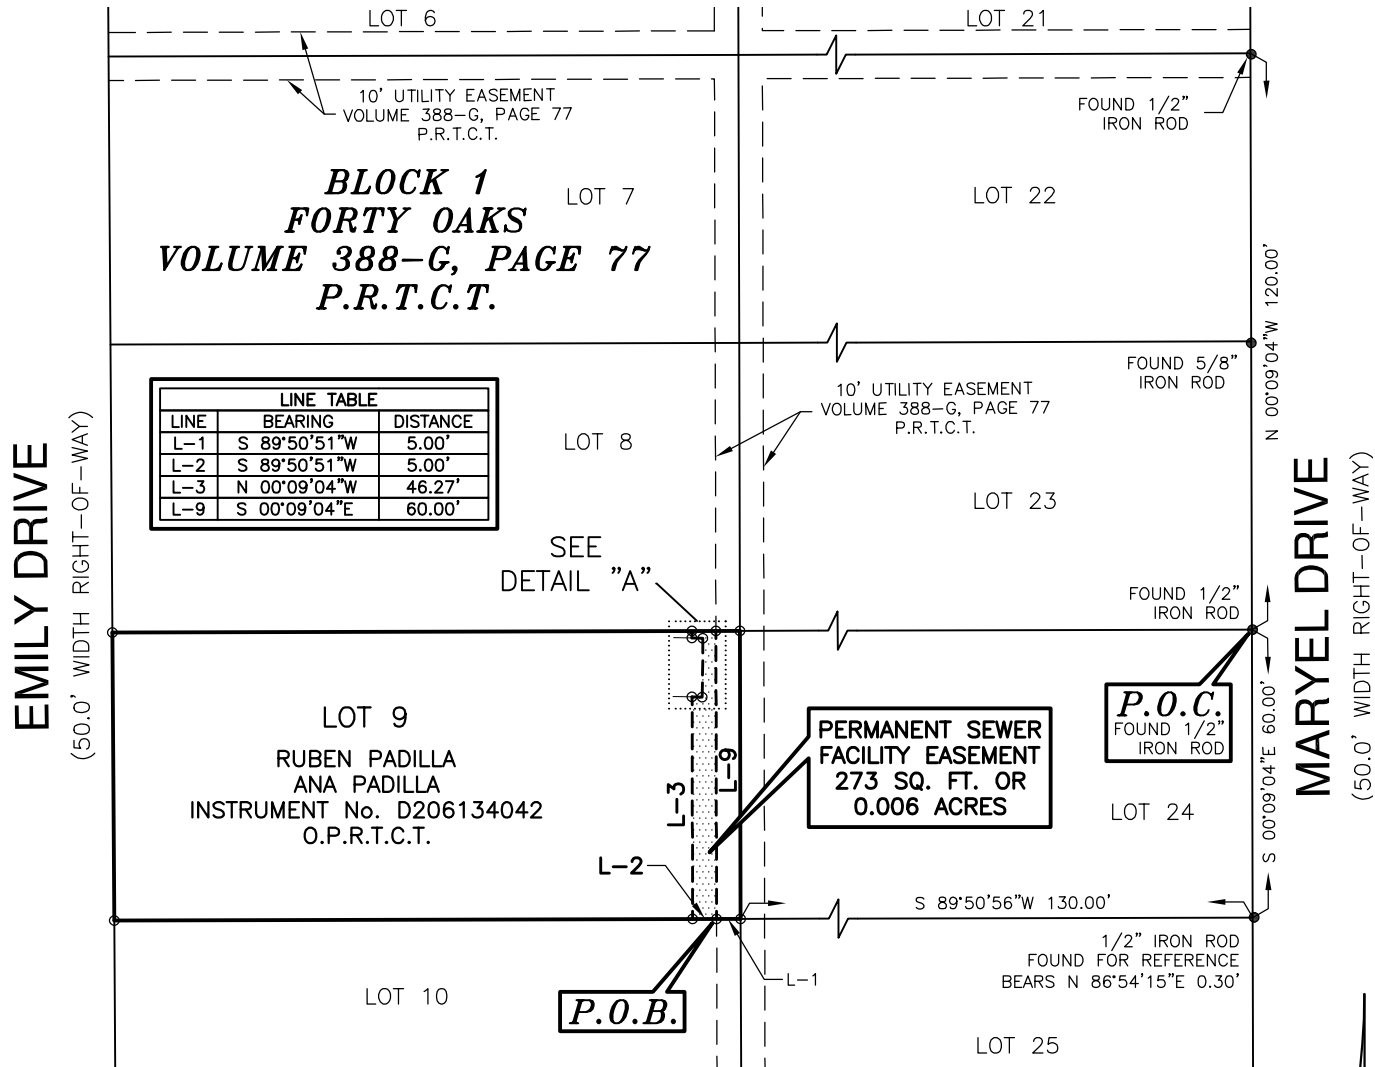 LOT 6
LOT 21
10' UTILITY EASEMENT
VOLUME 388-G, PAGE 77
P.R.T.C.T.
FOUND 1/2"
IRON ROD
BLOCK 1
FORTY OAKS
VOLUME 388-G, PAGE 77
P.R.T.C.T.
LOT 7
LOT 22
N 00°09'04"W 120.00'
FOUND 5/8"
IRON ROD
LINE TABLE
LINE BEARING DISTANCE
L-1 S 89°50'51"W 5.00'
L-2 S 89°50'51"W 5.00'
L-3 N 00°09'04"W 46.27'
L-9 S 00°09'04"E 60.00'
10' UTILITY EASEMENT
VOLUME 388-G, PAGE 77
P.R.T.C.T.
LOT 8
LOT 23
EMILY DRIVE
(50.0' WIDTH RIGHT-OF-WAY)
MARYEL DRIVE
(50.0' WIDTH RIGHT-OF-WAY)
SEE
DETAIL "A"
FOUND 1/2"
IRON ROD
P.O.C.
FOUND 1/2"
IRON ROD
S 00°09'04"E 60.00'
LOT 9
RUBEN PADILLA
ANA PADILLA
INSTRUMENT No. D206134042
O.P.R.T.C.T.
L-3
L-9
PERMANENT SEWER
FACILITY EASEMENT
273 SQ. FT. OR
0.006 ACRES
LOT 24
L-2
S 89°50'56"W 130.00'
1/2" IRON ROD
FOUND FOR REFERENCE
BEARS N 86°54'15"E 0.30'
L-1
LOT 10
P.O.B.
LOT 25